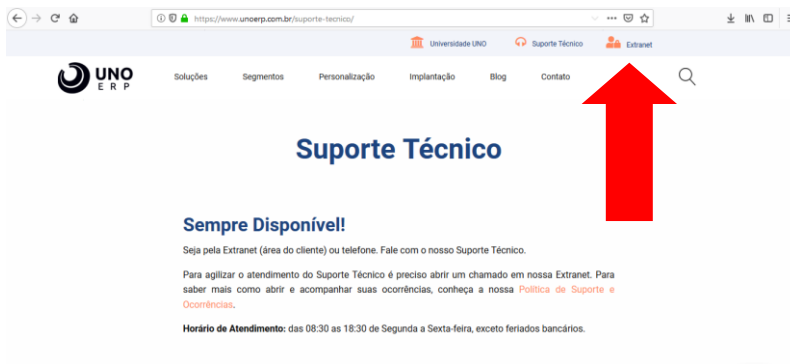 https://www.unoerp.com.br/suporte-tecnico/
Universidade UNO Suporte Técnico Extranet
UNO
ERP
Soluções Segmentos Personalização Implantação Blog Contato
Suporte Técnico
Sempre Disponível!
Seja pela Extranet (área do cliente) ou telefone. Fale com o nosso Suporte Técnico.
Para agilizar o atendimento do Suporte Técnico é preciso abrir um chamado em nossa Extranet. Para
saber mais como abrir e acompanhar suas ocorrências, conheça a nossa Política de Suporte e
Ocorrências.
Horário de Atendimento: das 08:30 as 18:30 de Segunda a Sexta-feira, exceto feriados bancários.